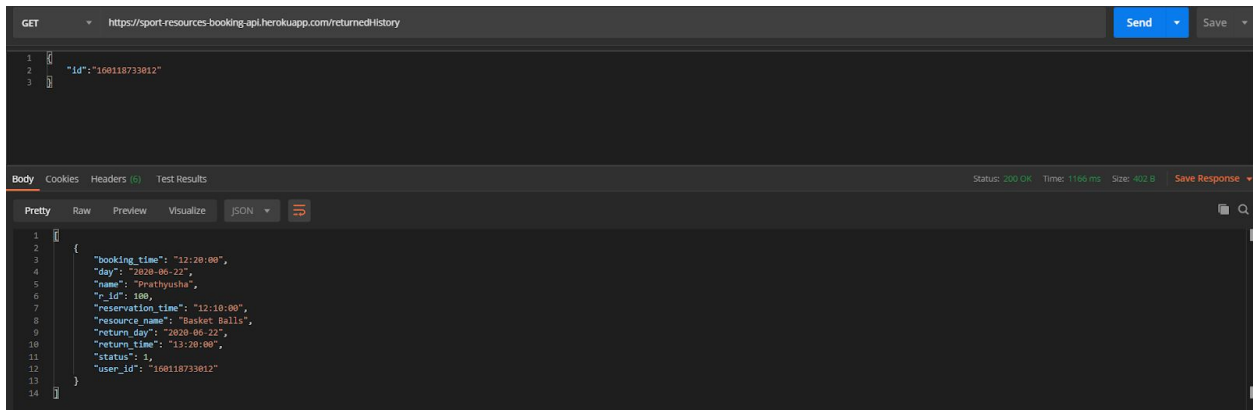 GET https://sport-resources-booking-api.herokuapp.com/returnedHistory Send Save
1 {
2 "id":"160118733012"
3 }
Body Cookies Headers (6) Test Results Status: 200 OK Time: 1166 ms Size: 402 B Save Response
Pretty Raw Preview Visualize JSON
1 [
2 {
3 "booking_time": "12:20:00",
4 "day": "2020-06-22",
5 "name": "Prathyusha",
6 "r_id": 100,
7 "reservation_time": "12:10:00",
8 "resource_name": "Basket Balls",
9 "return_day": "2020-06-22",
10 "return_time": "13:20:00",
11 "status": 1,
12 "user_id": "160118733012"
13 }
14 ]